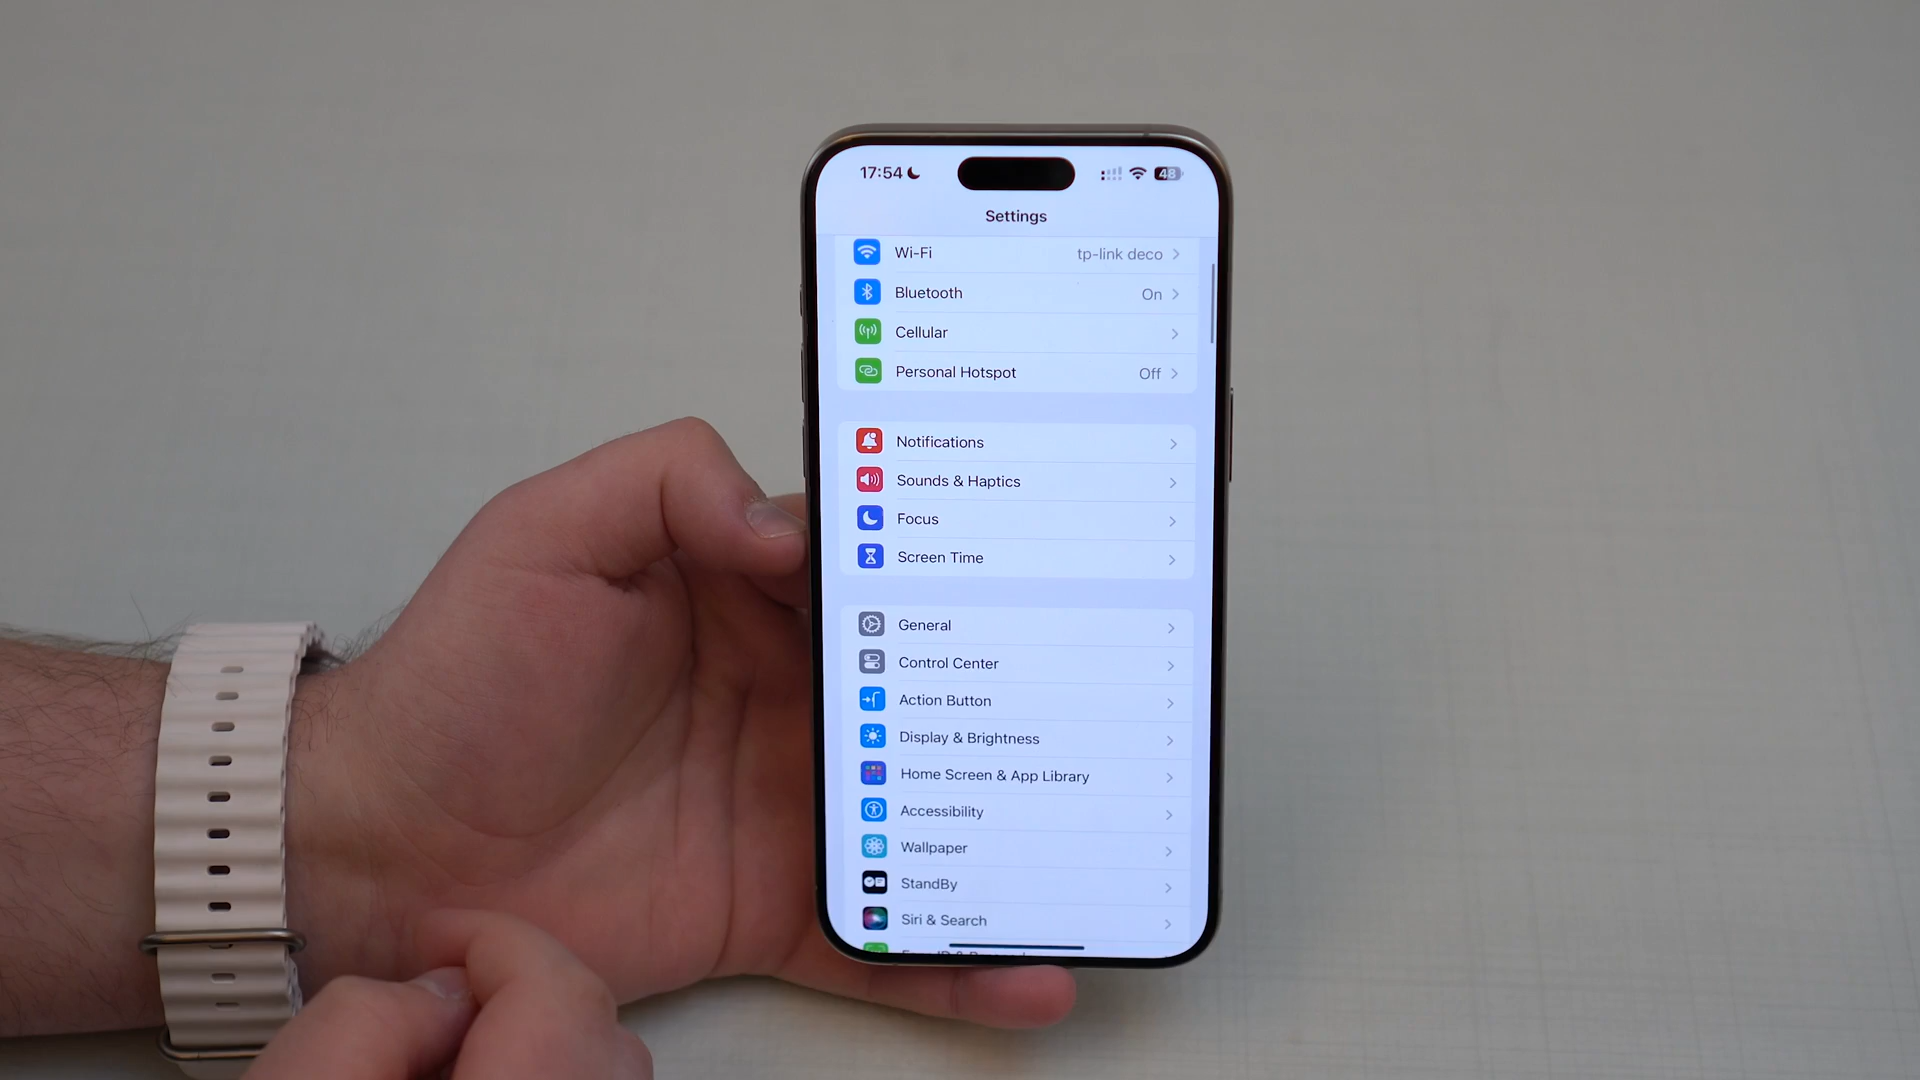 17:54 48
Settings
Wi-Fi tp-link deco
Bluetooth On
Cellular
Personal Hotspot Off
Notifications
Sounds & Haptics
Focus
Screen Time
General
Control Center
Action Button
Display & Brightness
Home Screen & App Library
Accessibility
Wallpaper
StandBy
Siri & Search